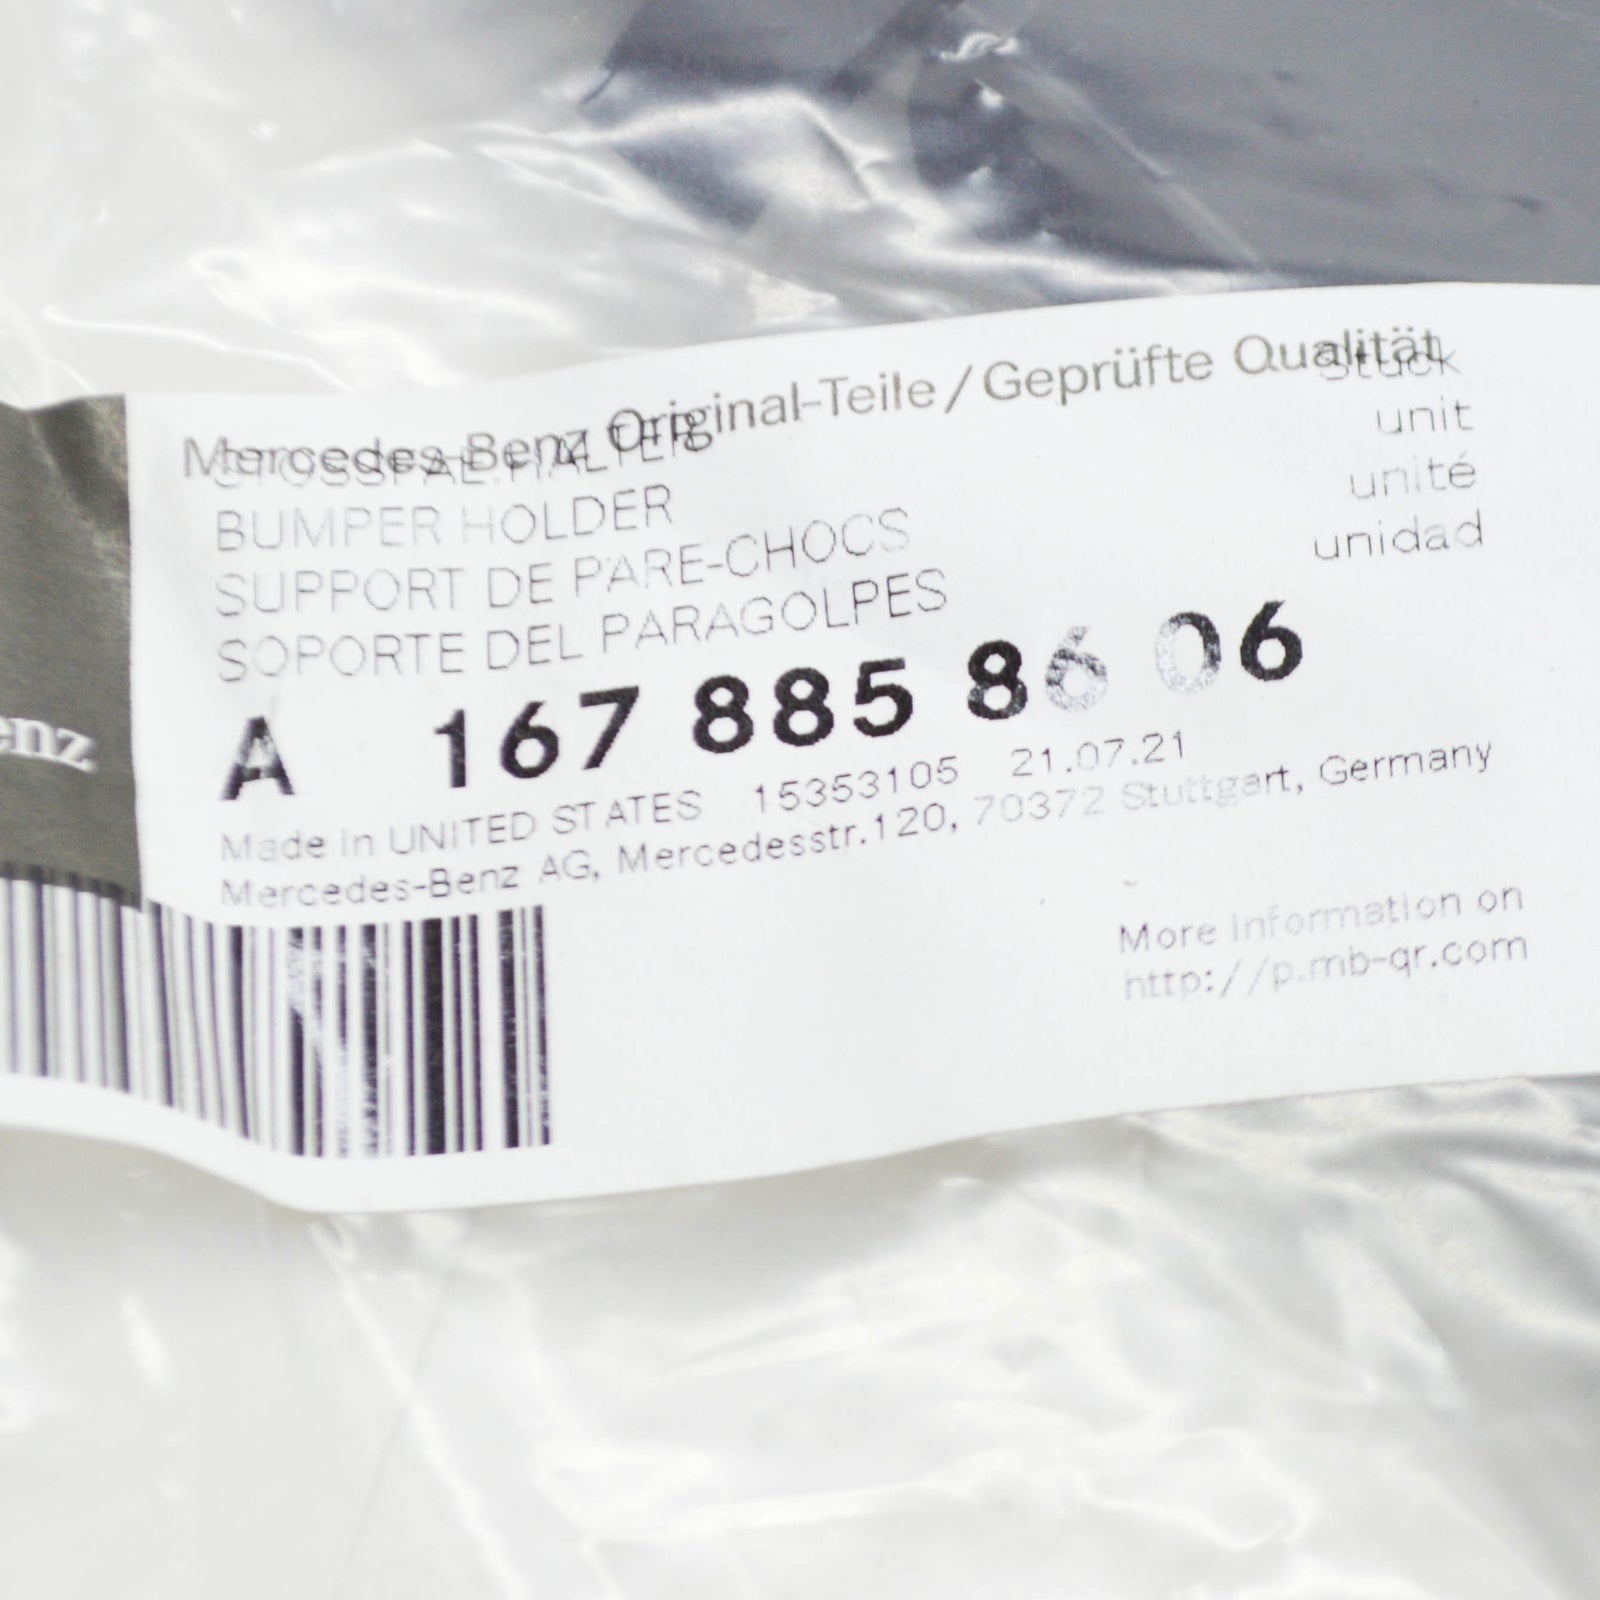 Mercedes-Benz Original-Teile / Geprüfte Qualität
Stück
BUMPER HOLDER
unit
SUPPORT DE PARE-CHOCS
unité
SOPORTE DEL PARAGOLPES
unidad
A 167 885 86 06
Made in UNITED STATES 15353105 21.07.21
Mercedes-Benz AG, Mercedesstr.120, 70372 Stuttgart, Germany
More information on
http://p.mb-qr.com
enz